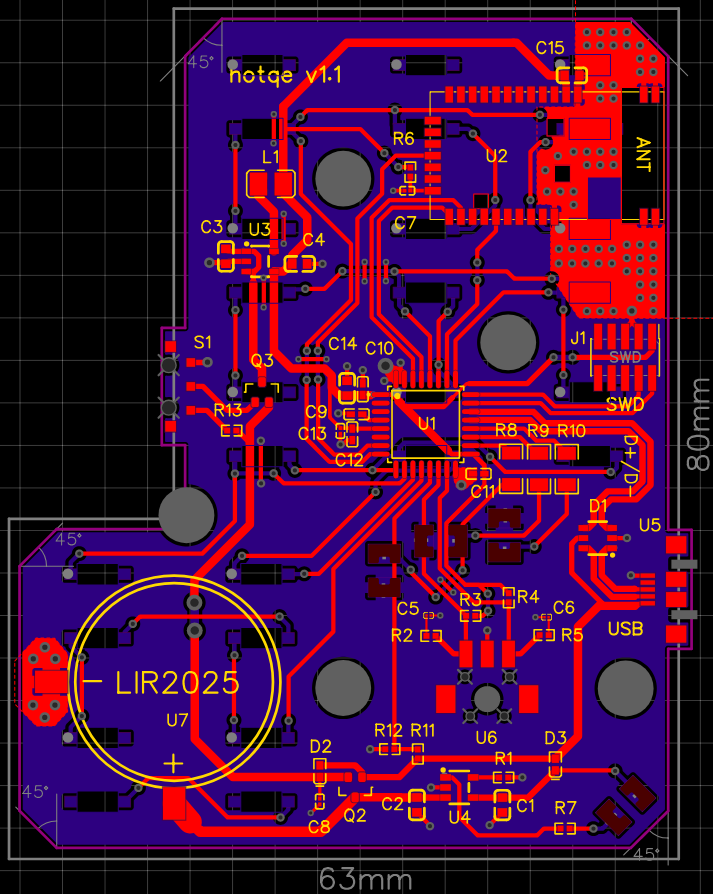 45°
C15
hotqe v1.1
R6
L1
U2
ANT
C7
C3
U3
C4
S1
C14
C10
J1
SWD
Q3
SWD
R13
C9
U1
C13
R8
R9
R10
D+/D-
C12
C11
80mm
D1
U5
45°
R4
R3
C5
C6
R2
R5
USB
LIR2025
U7
R12
R11
U6
D2
D3
R1
45°
C2
C1
C8
Q2
U4
R7
45°
63mm